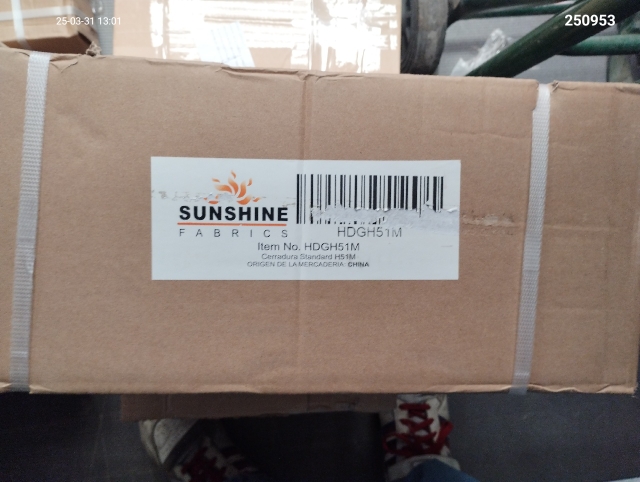 25-03-31 13:01
250953
SUNSHINE
FABRICS
HDGH51M
Item No. HDGH51M
Cerradura Standard H51M
ORIGEN DE LA MERCADERIA: CHINA